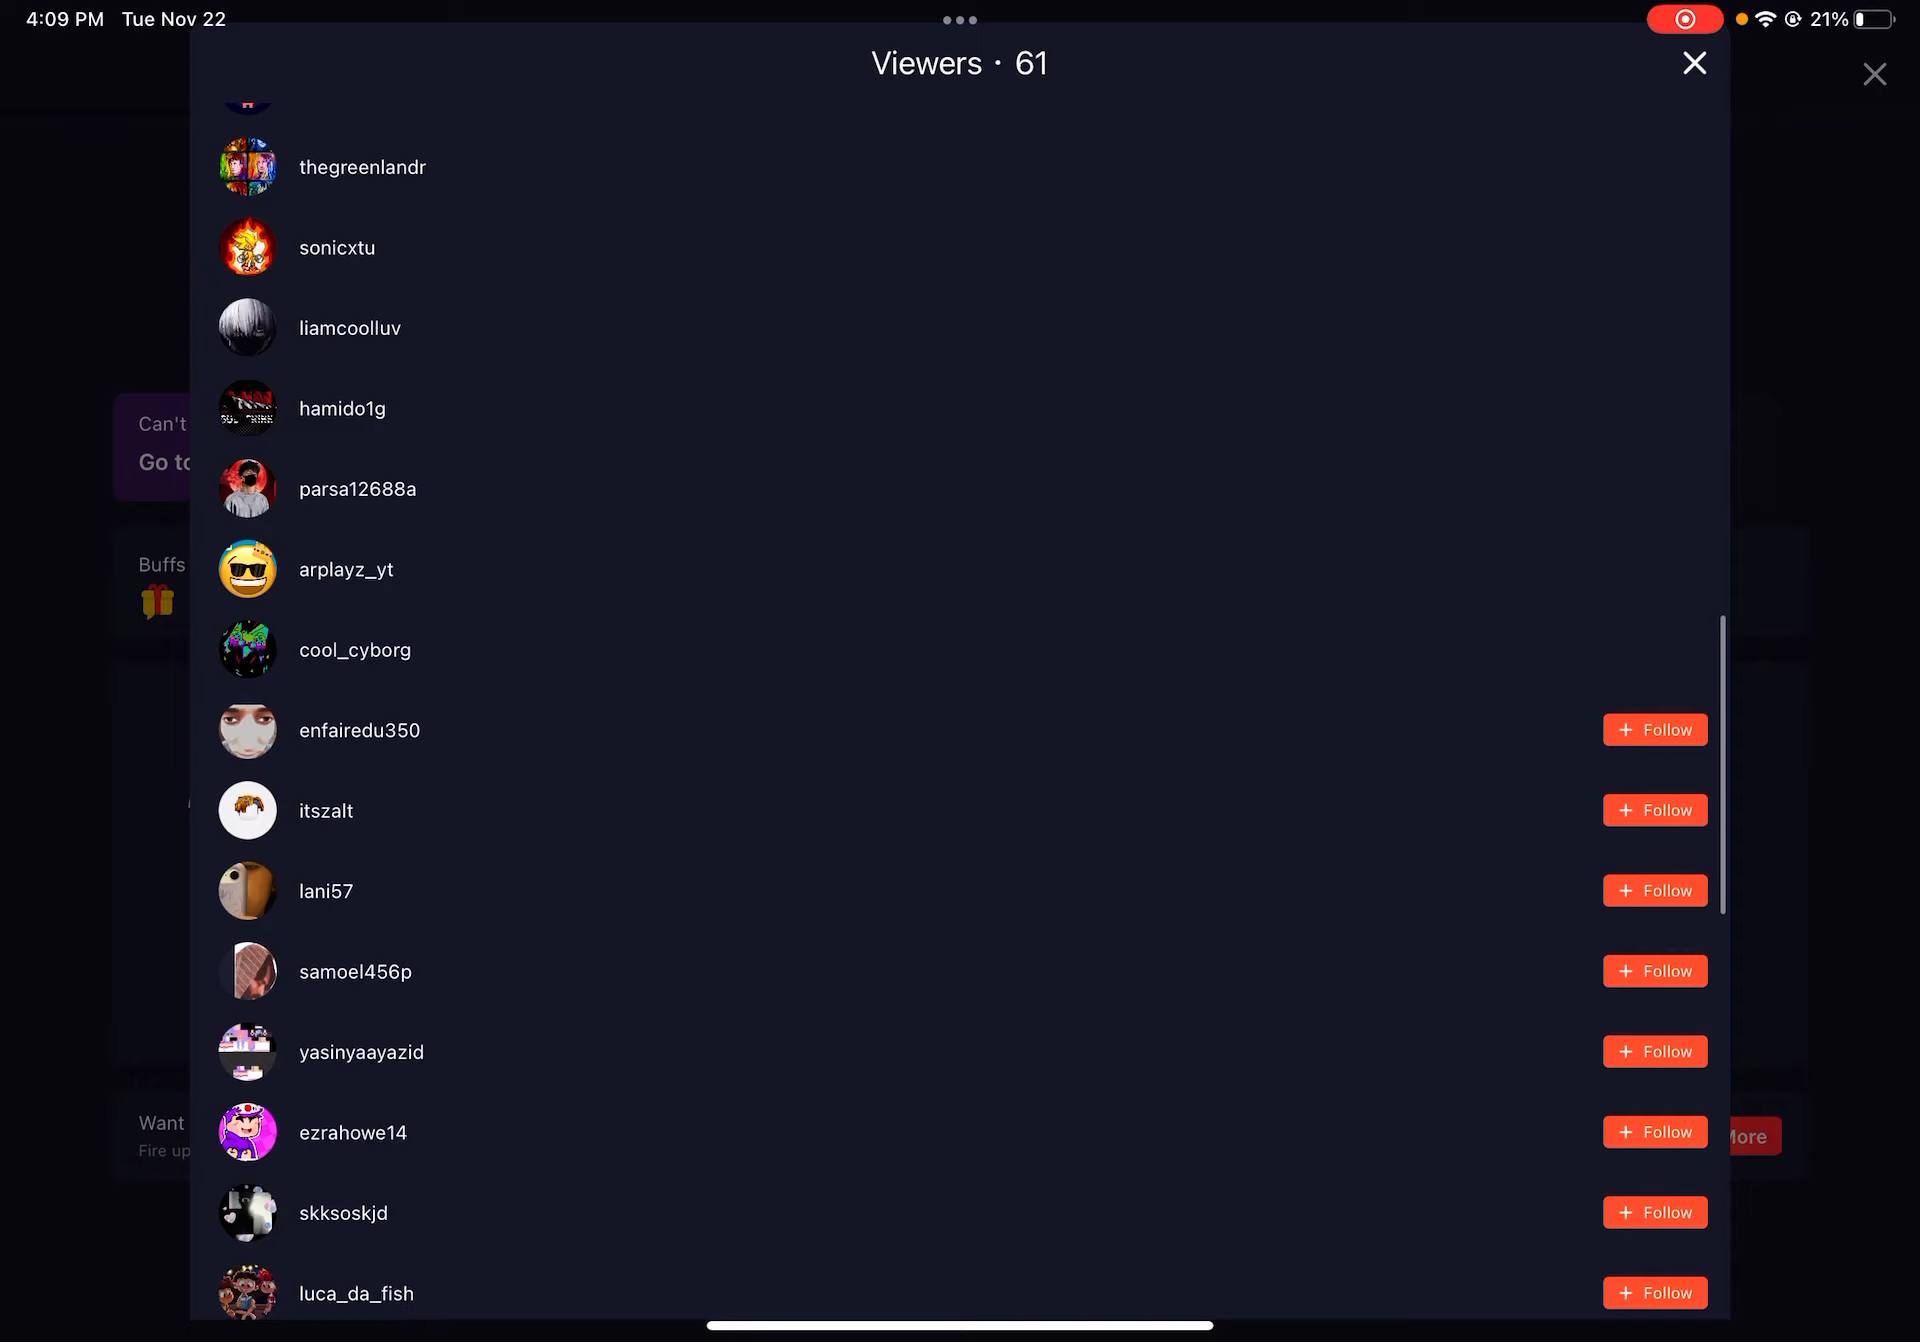 4:09 PM Tue Nov 22
21%
Viewers · 61
thegreenlandr
sonicxtu
liamcoolluv
hamido1g
parsa12688a
arplayz_yt
cool_cyborg
enfairedu350
+ Follow
itszalt
+ Follow
lani57
+ Follow
samoel456p
+ Follow
yasinyaayazid
+ Follow
ezrahowe14
+ Follow
skksoskjd
+ Follow
luca_da_fish
+ Follow
Can't
Go to
Buffs
Want
Fire up
More